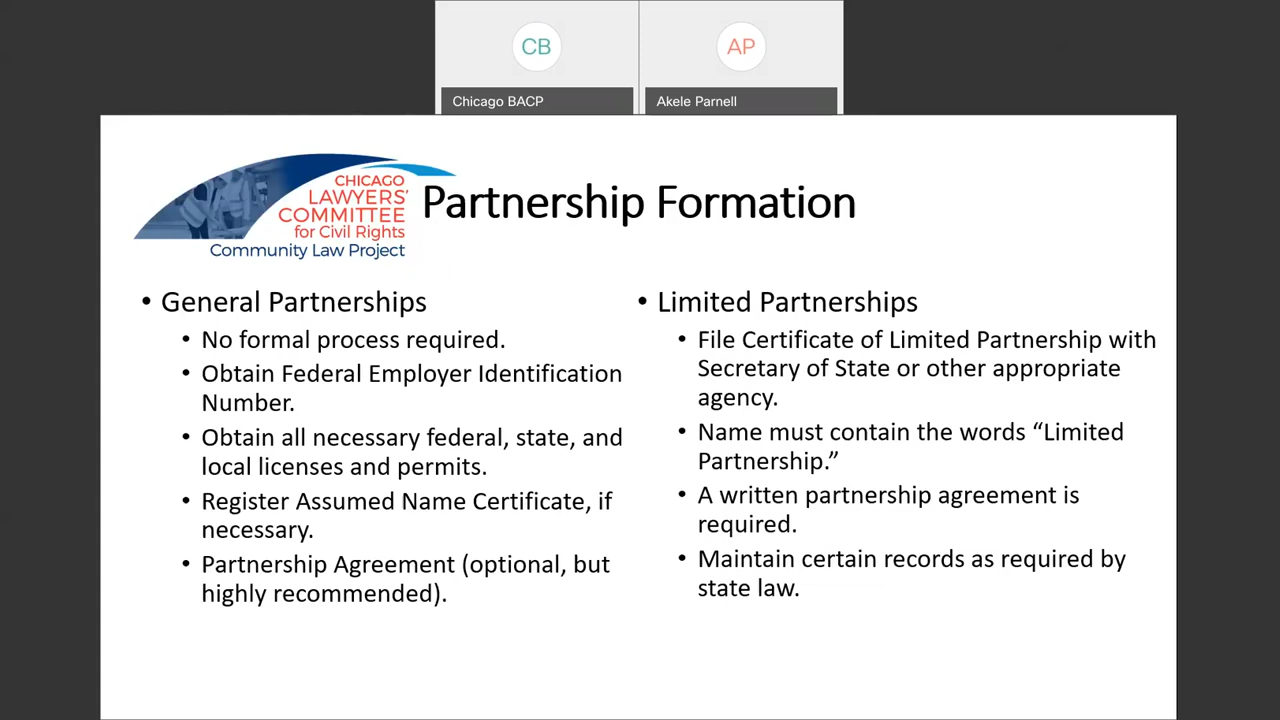 CB
AP
Chicago BACP
Akele Parnell
CHICAGO
LAWYERS'
COMMITTEE
for Civil Rights
Community Law Project
Partnership Formation
• General Partnerships
• No formal process required.
• Obtain Federal Employer Identification
Number.
• Obtain all necessary federal, state, and
local licenses and permits.
• Register Assumed Name Certificate, if
necessary.
• Partnership Agreement (optional, but
highly recommended).
• Limited Partnerships
• File Certificate of Limited Partnership with
Secretary of State or other appropriate
agency.
• Name must contain the words “Limited
Partnership.”
• A written partnership agreement is
required.
• Maintain certain records as required by
state law.